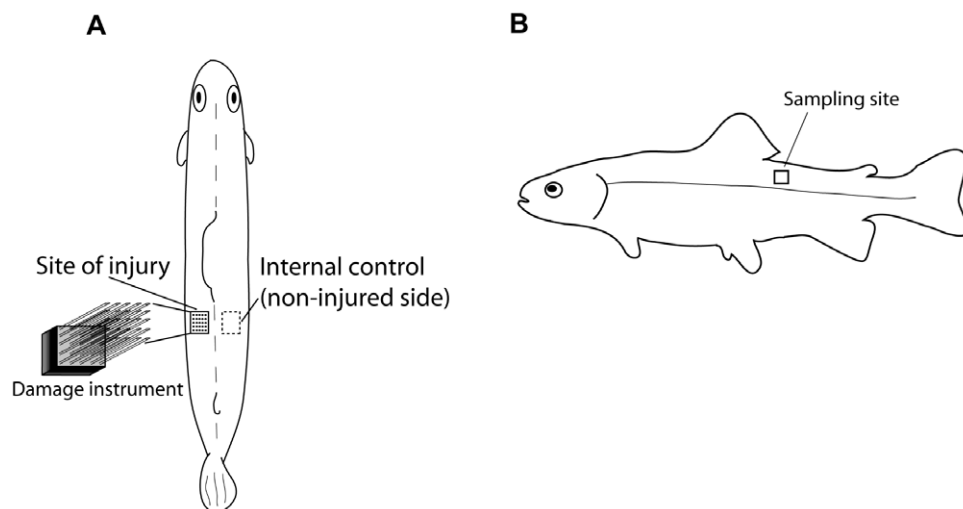 A
B
Sampling site
Site of injury
Internal control
(non-injured side)
Damage instrument